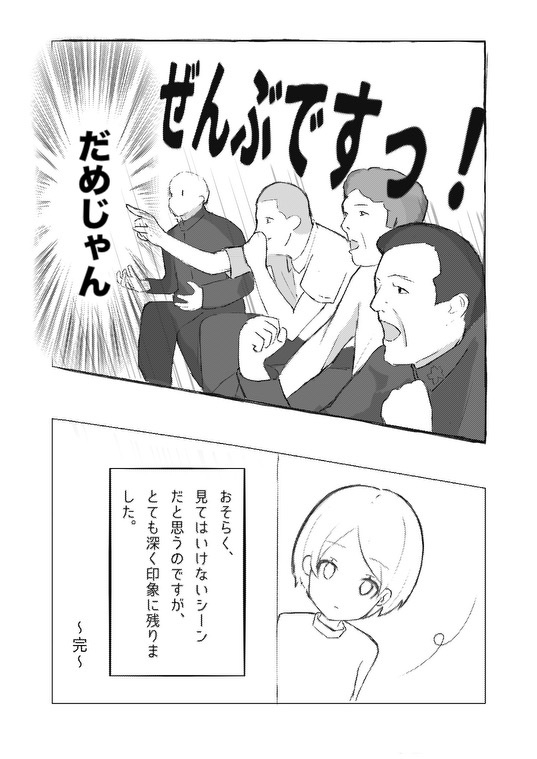 ぜんぶですっ！
だめじゃん
おそらく、
見てはいけないシーン
だと思うのですが、
とても深く印象に残りま
した。
～完～